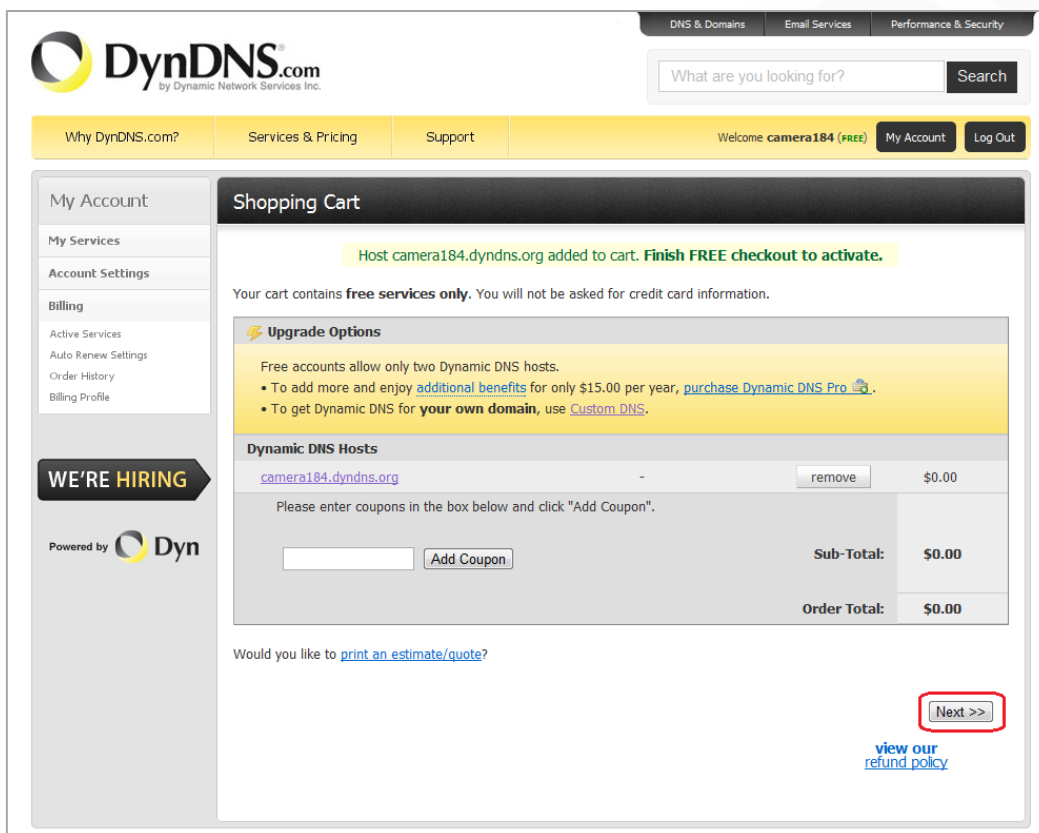 DNS & Domains Email Services Performance & Security
DynDNS.com
by Dynamic Network Services Inc.
What are you looking for? Search
Why DynDNS.com? Services & Pricing Support Welcome camera184 (FREE) My Account Log Out
My Account
My Services
Account Settings
Billing
Active Services
Auto Renew Settings
Order History
Billing Profile
WE'RE HIRING
Powered by Dyn
Shopping Cart
Host camera184.dyndns.org added to cart. Finish FREE checkout to activate.
Your cart contains free services only. You will not be asked for credit card information.
Upgrade Options
Free accounts allow only two Dynamic DNS hosts.
• To add more and enjoy additional benefits for only $15.00 per year, purchase Dynamic DNS Pro .
• To get Dynamic DNS for your own domain, use Custom DNS.
Dynamic DNS Hosts
camera184.dyndns.org - remove $0.00
Please enter coupons in the box below and click "Add Coupon".
Add Coupon Sub-Total: $0.00
Order Total: $0.00
Would you like to print an estimate/quote?
Next >>
view our
refund policy